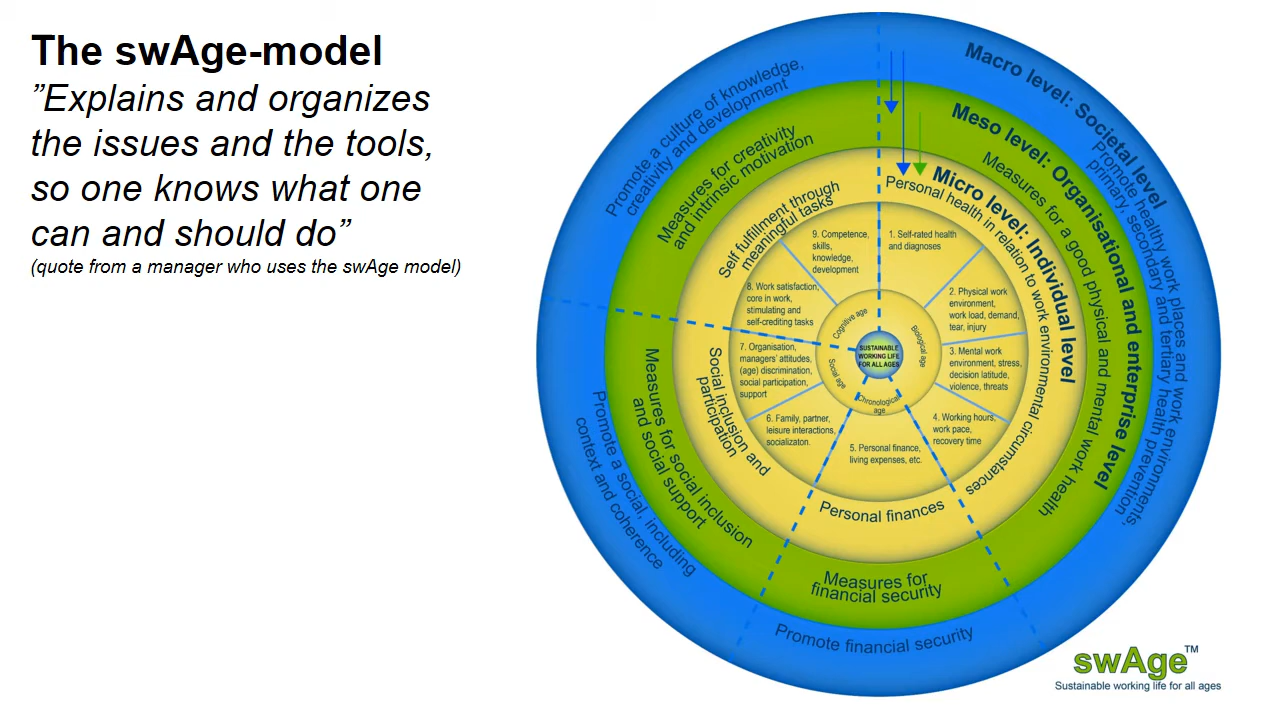 The swAge-model
”Explains and organizes
the issues and the tools,
so one knows what one
can and should do”
(quote from a manager who uses the swAge model)
Macro level: Societal level
Promote healthy work places and work environments,
primary, secondary and tertiary health prevention
Meso level: Organisational and enterprise level
Measures for a good physical and mental work health
Micro level: Individual level
Personal health in relation to work environmental circumstances
Promote a culture of knowledge,
creativity and development
Measures for creativity
and intrinsic motivation
Self fulfillment through
meaningful tasks
1. Self-rated health
and diagnoses
2. Physical work
environment,
work load, demand,
tear, injury
3. Mental work
environment, stress,
decision latitude,
violence, threats
4. Working hours,
work pace,
recovery time
5. Personal finance,
living expenses, etc.
6. Family, partner,
leisure interactions,
socializaton.
7. Organisation,
managers’ attitudes,
(age) discrimination,
social participation,
support
8. Work satisfaction,
core in work,
stimulating and
self-crediting tasks
9. Competence,
skills,
knowledge,
development
Cognitive age
Biological age
Social age
Chronological
age
SUSTAINABLE
WORKING LIFE
FOR ALL AGES
Social inclusion and
participation
Measures for social inclusion
and social support
Promote a social, including
context and coherence
Personal finances
Measures for
financial security
Promote financial security
swAge™
Sustainable working life for all ages